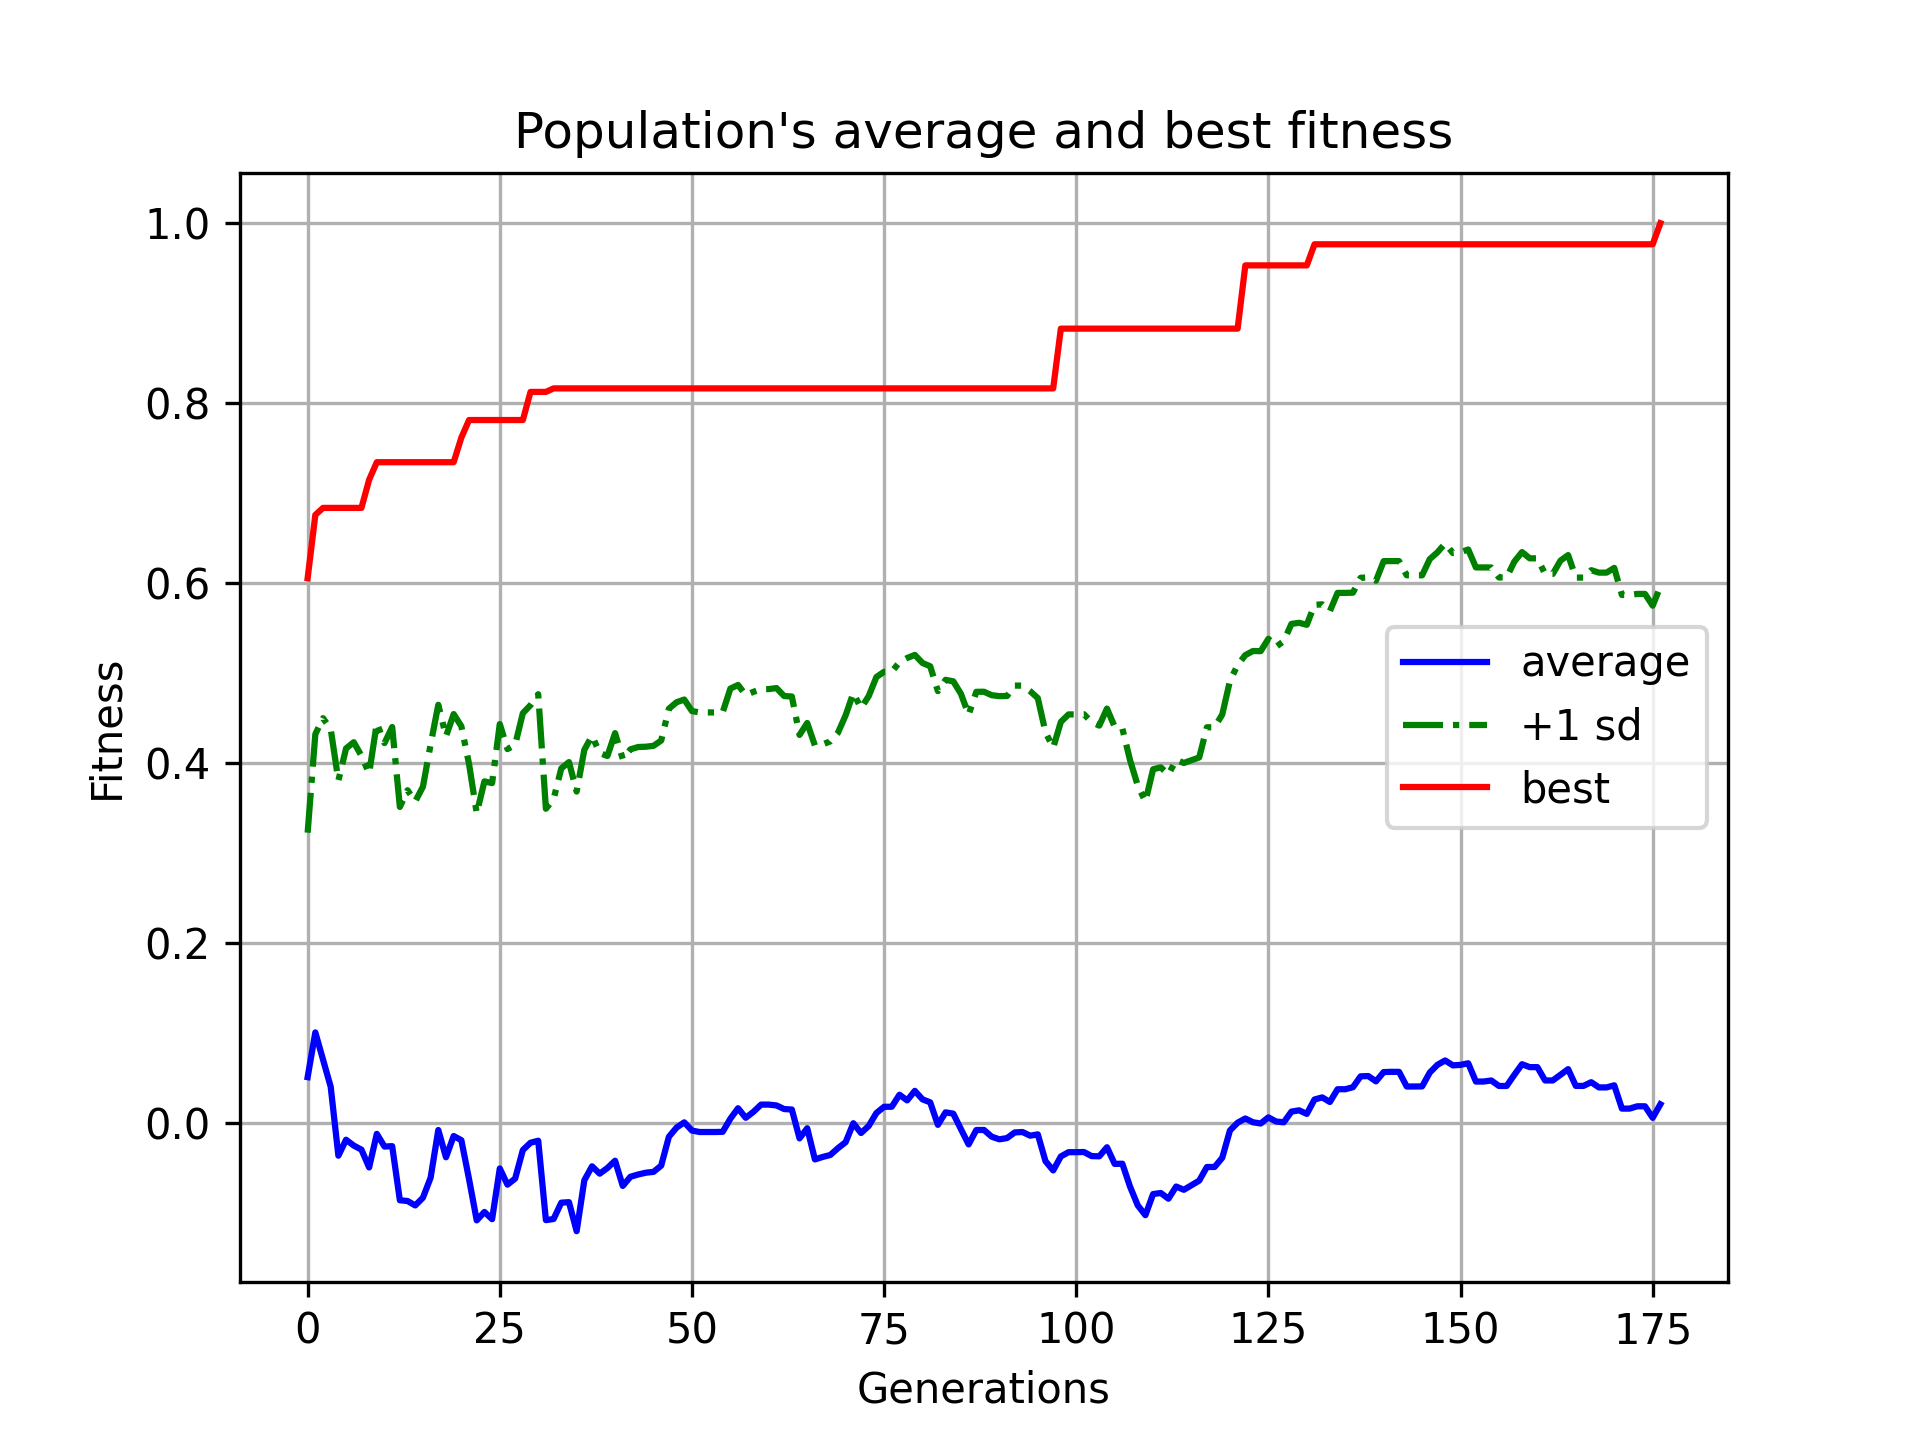 Population's average and best fitness
1.0
0.8
0.6
0.4
0.2
0.0
Fitness
average
+1 sd
best
0 25 50 75 100 125 150 175
Generations